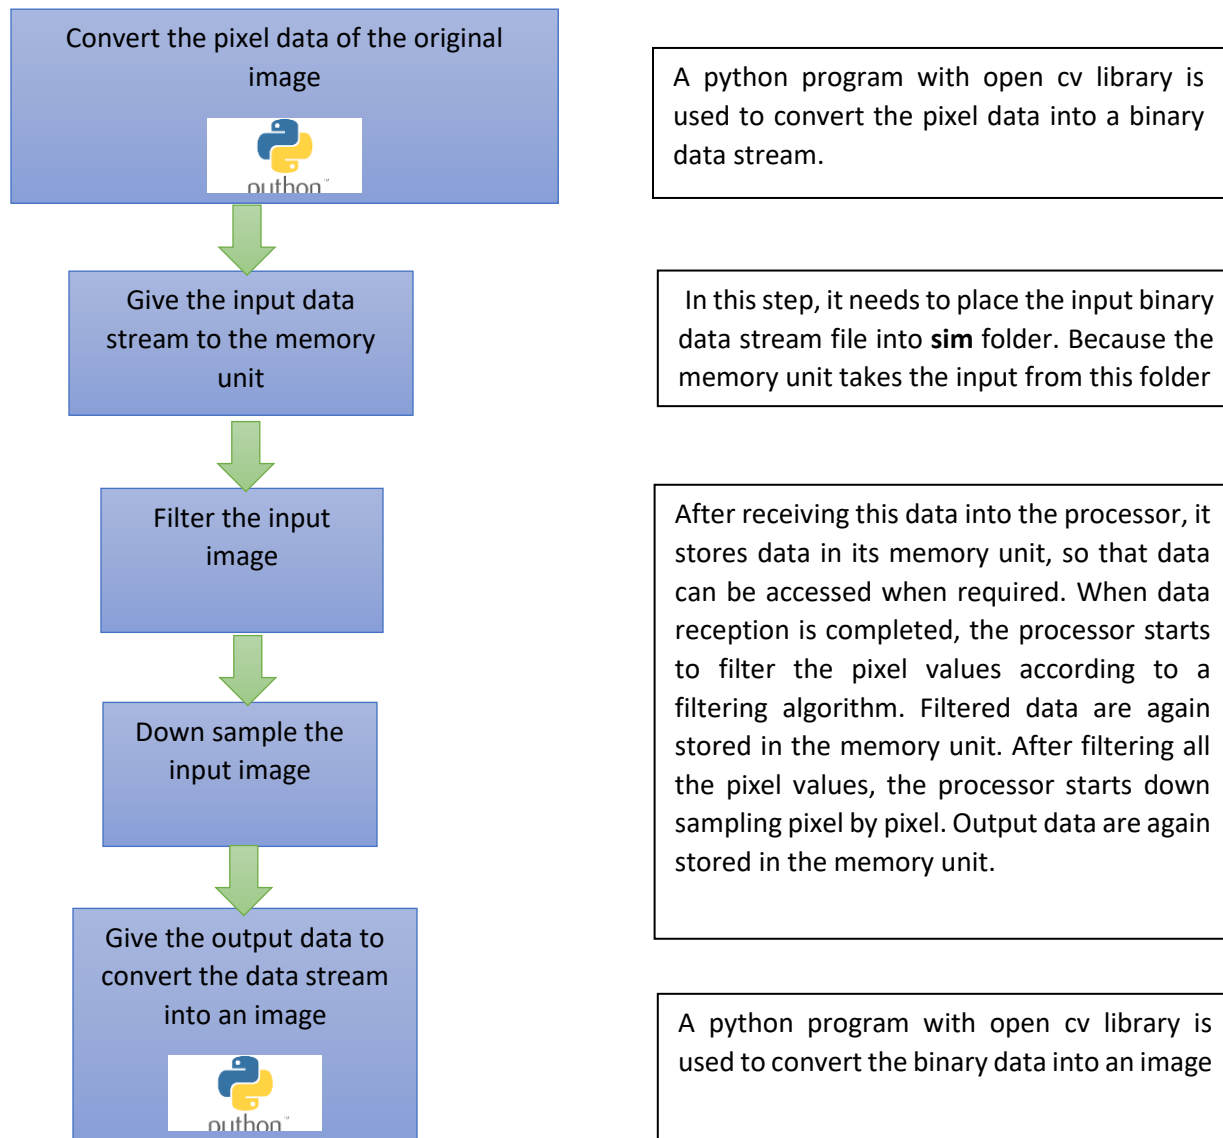 Convert the pixel data of the original
image
python
A python program with open cv library is
used to convert the pixel data into a binary
data stream.
Give the input data
stream to the memory
unit
In this step, it needs to place the input binary
data stream file into sim folder. Because the
memory unit takes the input from this folder
Filter the input
image
After receiving this data into the processor, it
stores data in its memory unit, so that data
can be accessed when required. When data
reception is completed, the processor starts
to filter the pixel values according to a
filtering algorithm. Filtered data are again
stored in the memory unit. After filtering all
the pixel values, the processor starts down
sampling pixel by pixel. Output data are again
stored in the memory unit.
Down sample the
input image
Give the output data to
convert the data stream
into an image
python
A python program with open cv library is
used to convert the binary data into an image